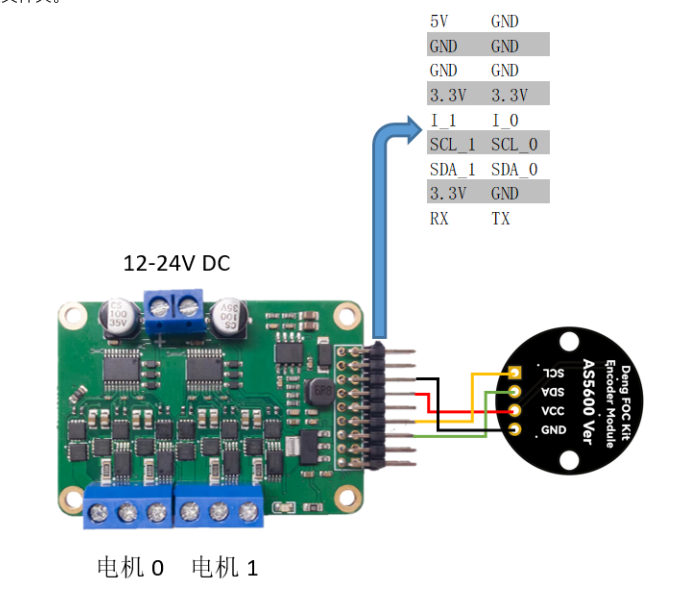 5V GND
GND GND
GND GND
3.3V 3.3V
I_1 I_0
SCL_1 SCL_0
SDA_1 SDA_0
3.3V GND
RX TX
12-24V DC
CS
100
35V
CS
100
35V
+
6R8
SCL
SDA
VCC
GND
AS5600 Ver
Encoder Module
Deng FOC Kit
电机 0 电机 1